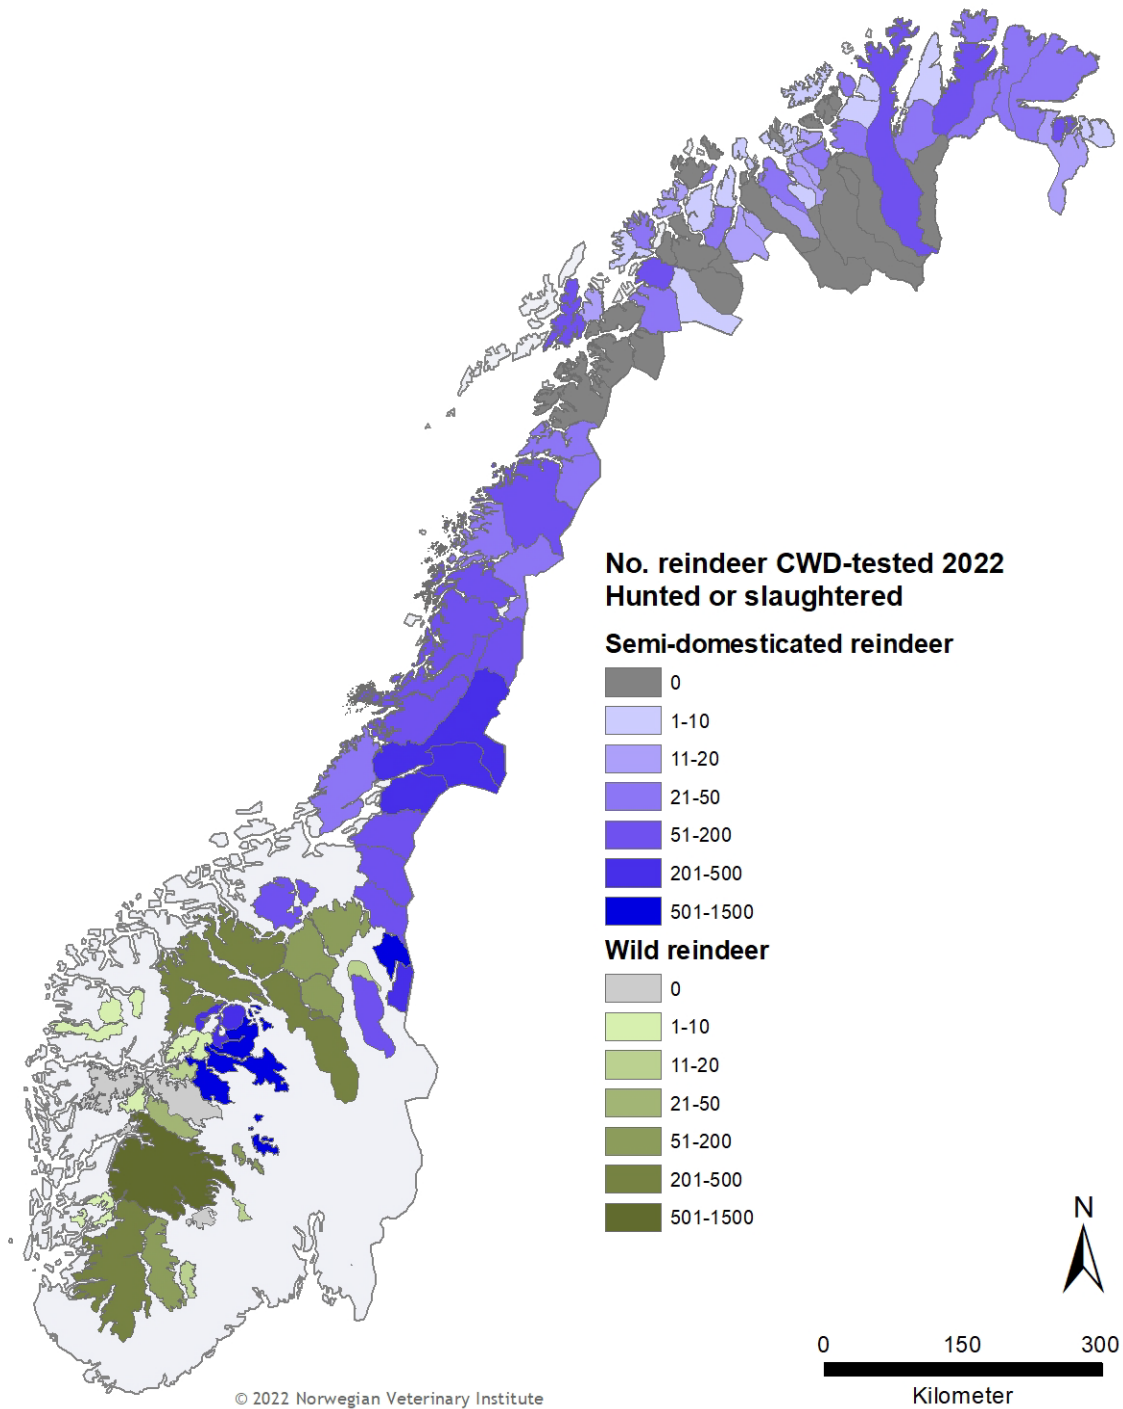 No. reindeer CWD-tested 2022
Hunted or slaughtered
Semi-domesticated reindeer
0
1-10
11-20
21-50
51-200
201-500
501-1500
Wild reindeer
0
1-10
11-20
21-50
51-200
201-500
501-1500
N
0 150 300
Kilometer
© 2022 Norwegian Veterinary Institute